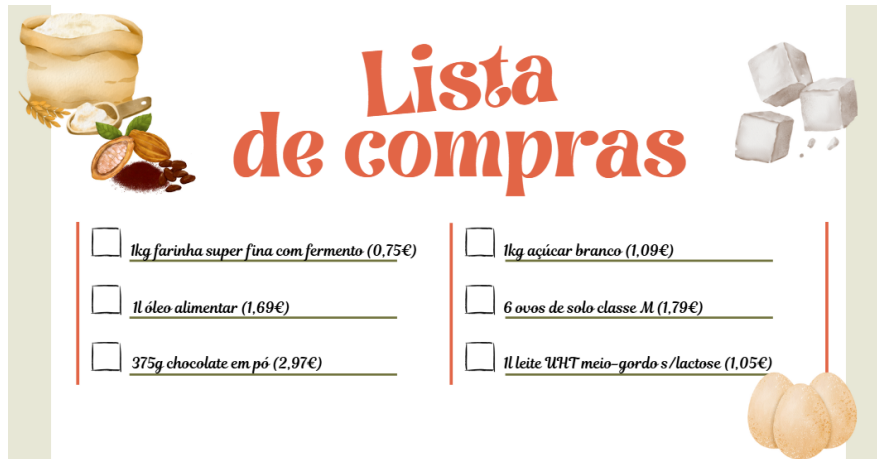 Lista
de compras
1kg farinha super fina com fermento (0,75€)
1l óleo alimentar (1,69€)
375g chocolate em pó (2,97€)
1kg açúcar branco (1,09€)
6 ovos de solo classe M (1,79€)
1l leite UHT meio-gordo s/lactose (1,05€)